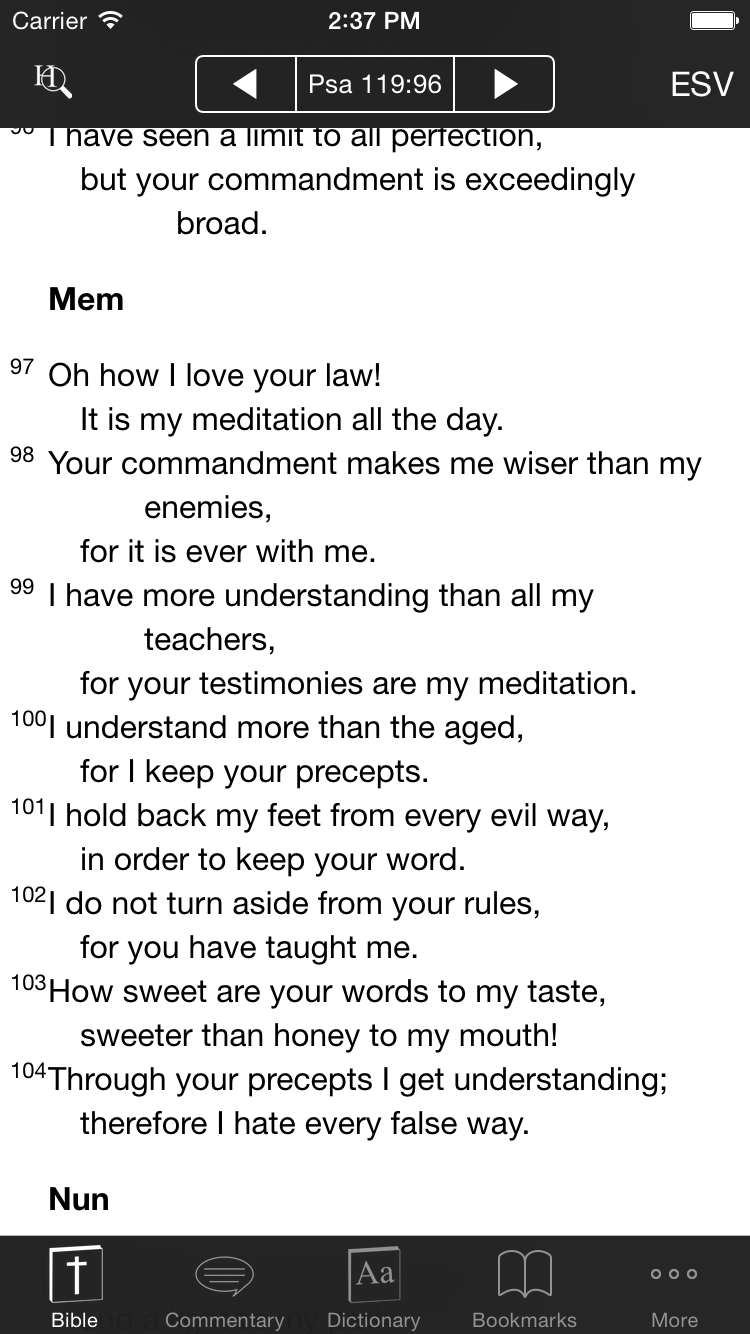 Carrier 2:37 PM
Psa 119:96 ESV
96 I have seen a limit to all perfection,
but your commandment is exceedingly
broad.
Mem
97 Oh how I love your law!
It is my meditation all the day.
98 Your commandment makes me wiser than my
enemies,
for it is ever with me.
99 I have more understanding than all my
teachers,
for your testimonies are my meditation.
100 I understand more than the aged,
for I keep your precepts.
101 I hold back my feet from every evil way,
in order to keep your word.
102 I do not turn aside from your rules,
for you have taught me.
103 How sweet are your words to my taste,
sweeter than honey to my mouth!
104 Through your precepts I get understanding;
therefore I hate every false way.
Nun
Aa
Bible Commentary Dictionary Bookmarks More